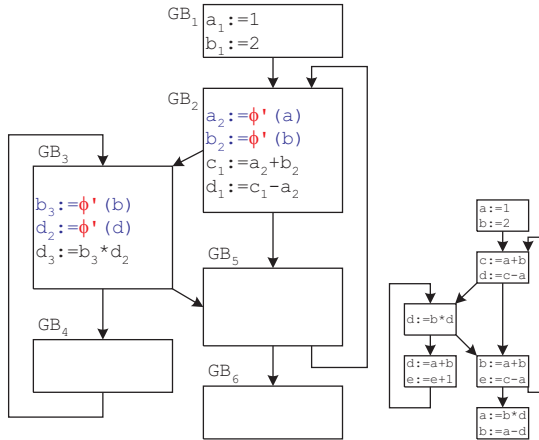 GB₁
a₁:=1
b₁:=2
GB₂
a₂:=ϕ'(a)
b₂:=ϕ'(b)
c₁:=a₂+b₂
d₁:=c₁-a₂
GB₃
b₃:=ϕ'(b)
d₂:=ϕ'(d)
d₃:=b₃*d₂
GB₅
GB₄
GB₆
a:=1
b:=2
c:=a+b
d:=c-a
d:=b*d
d:=a+b
e:=e+1
b:=a+b
e:=c-a
a:=b*d
b:=a-d